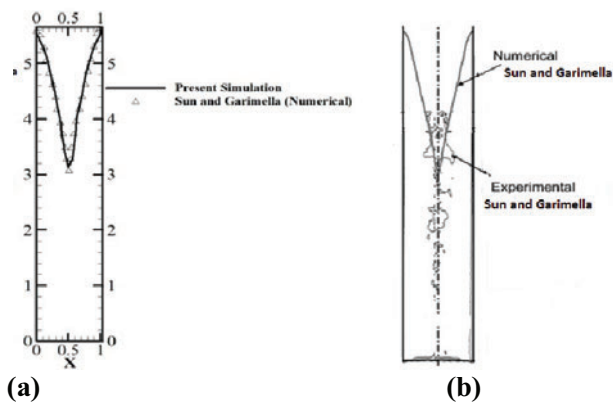 0 0.5 1
5 5
4 4
3 3
2 2
1 1
0 0
0 0.5 1
X
Present Simulation
Sun and Garimella (Numerical)
(a)
Numerical
Sun and Garimella
Experimental
Sun and Garimella
(b)